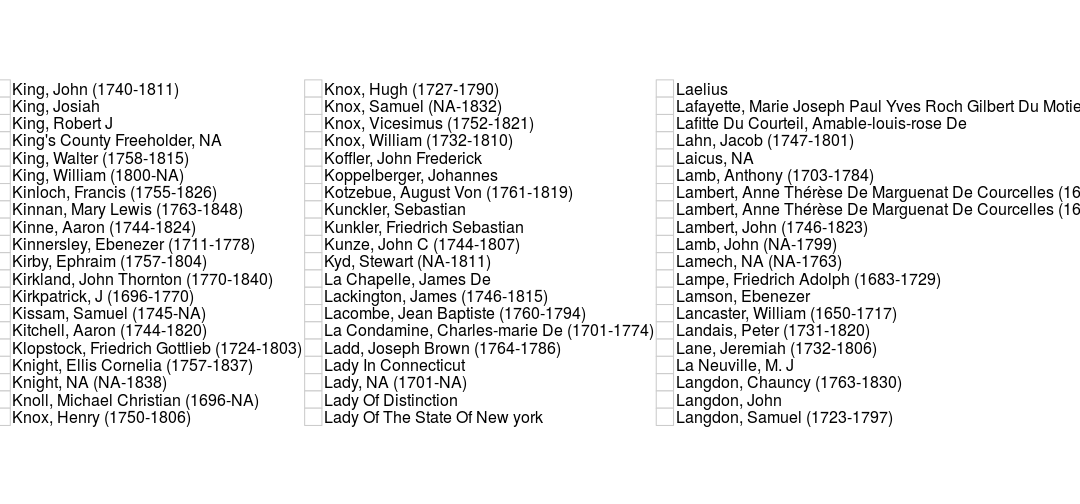 King, John (1740-1811)
King, Josiah
King, Robert J
King's County Freeholder, NA
King, Walter (1758-1815)
King, William (1800-NA)
Kinloch, Francis (1755-1826)
Kinnan, Mary Lewis (1763-1848)
Kinne, Aaron (1744-1824)
Kinnersley, Ebenezer (1711-1778)
Kirby, Ephraim (1757-1804)
Kirkland, John Thornton (1770-1840)
Kirkpatrick, J (1696-1770)
Kissam, Samuel (1745-NA)
Kitchell, Aaron (1744-1820)
Klopstock, Friedrich Gottlieb (1724-1803)
Knight, Ellis Cornelia (1757-1837)
Knight, NA (NA-1838)
Knoll, Michael Christian (1696-NA)
Knox, Henry (1750-1806)
Knox, Hugh (1727-1790)
Knox, Samuel (NA-1832)
Knox, Vicesimus (1752-1821)
Knox, William (1732-1810)
Koffler, John Frederick
Koppelberger, Johannes
Kotzebue, August Von (1761-1819)
Kunckler, Sebastian
Kunkler, Friedrich Sebastian
Kunze, John C (1744-1807)
Kyd, Stewart (NA-1811)
La Chapelle, James De
Lackington, James (1746-1815)
Lacombe, Jean Baptiste (1760-1794)
La Condamine, Charles-marie De (1701-1774)
Ladd, Joseph Brown (1764-1786)
Lady In Connecticut
Lady, NA (1701-NA)
Lady Of Distinction
Lady Of The State Of New york
Laelius
Lafayette, Marie Joseph Paul Yves Roch Gilbert Du Motie
Lafitte Du Courteil, Amable-louis-rose De
Lahn, Jacob (1747-1801)
Laicus, NA
Lamb, Anthony (1703-1784)
Lambert, Anne Thérèse De Marguenat De Courcelles (16
Lambert, Anne Thérèse De Marguenat De Courcelles (16
Lambert, John (1746-1823)
Lamb, John (NA-1799)
Lamech, NA (NA-1763)
Lampe, Friedrich Adolph (1683-1729)
Lamson, Ebenezer
Lancaster, William (1650-1717)
Landais, Peter (1731-1820)
Lane, Jeremiah (1732-1806)
La Neuville, M. J
Langdon, Chauncy (1763-1830)
Langdon, John
Langdon, Samuel (1723-1797)